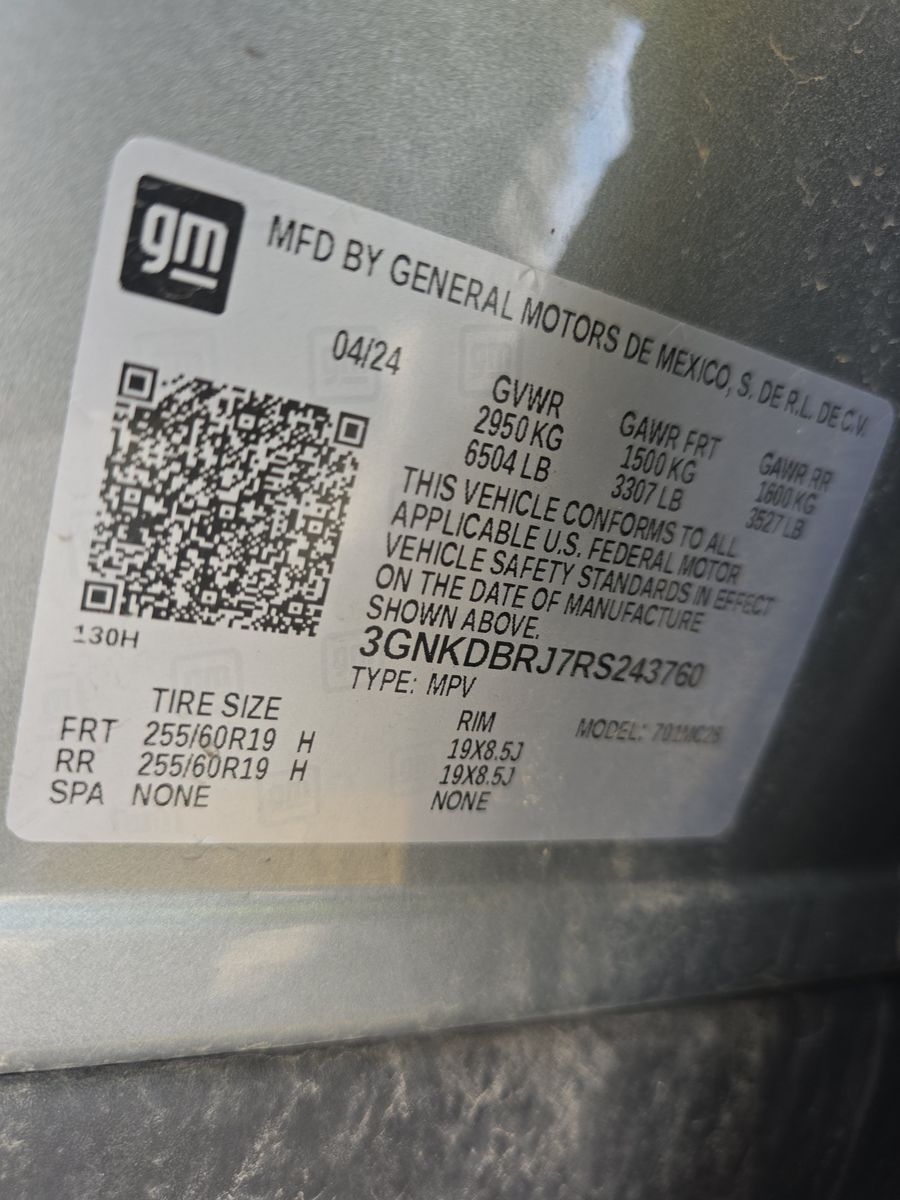 gm
MFD BY GENERAL MOTORS DE MEXICO, S. DE R.L. DE C.V.
04/24
GVWR GAWR FRT GAWR RR
2950 KG 1500 KG 1600 KG
6504 LB 3307 LB 3527 LB
THIS VEHICLE CONFORMS TO ALL
APPLICABLE U.S. FEDERAL MOTOR
VEHICLE SAFETY STANDARDS IN EFFECT
ON THE DATE OF MANUFACTURE
SHOWN ABOVE.
130H
3GNKDBRJ7RS243760
TYPE: MPV
TIRE SIZE RIM MODEL:
FRT 255/60R19 H 19X8.5J
RR 255/60R19 H 19X8.5J
SPA NONE NONE